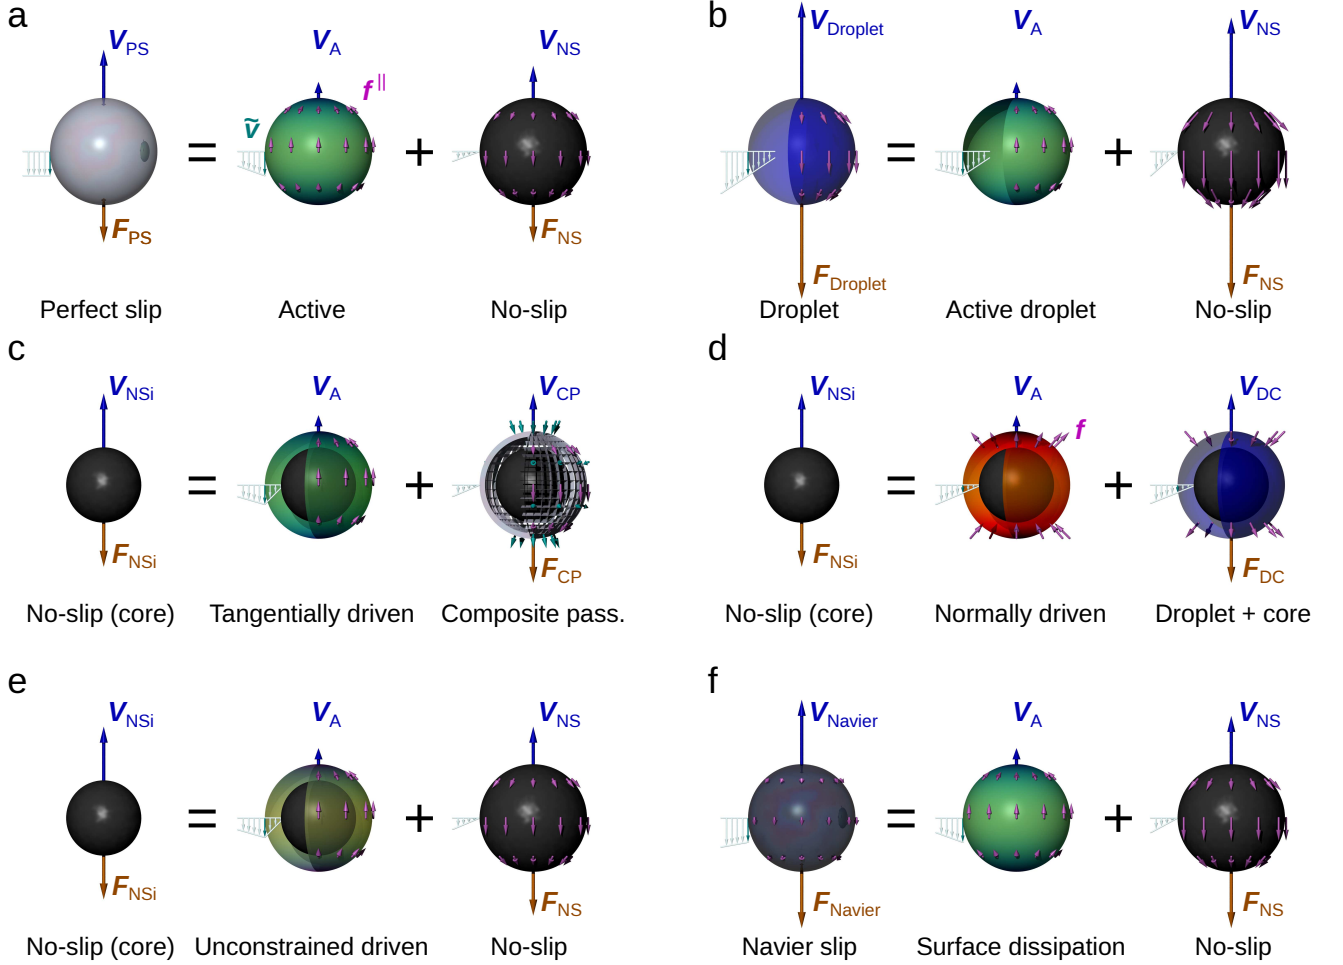 a
V_PS
V_A
V_NS
f^||
ṽ
F_PS
F_NS
Perfect slip = Active + No-slip
b
V_Droplet
V_A
V_NS
F_Droplet
F_NS
Droplet = Active droplet + No-slip
c
V_NSi
V_A
V_CP
F_NSi
F_CP
No-slip (core) = Tangentially driven + Composite pass.
d
V_NSi
V_A
V_DC
f
F_NSi
F_DC
No-slip (core) = Normally driven + Droplet + core
e
V_NSi
V_A
V_NS
F_NSi
F_NS
No-slip (core) = Unconstrained driven + No-slip
f
V_Navier
V_A
V_NS
F_Navier
F_NS
Navier slip = Surface dissipation + No-slip